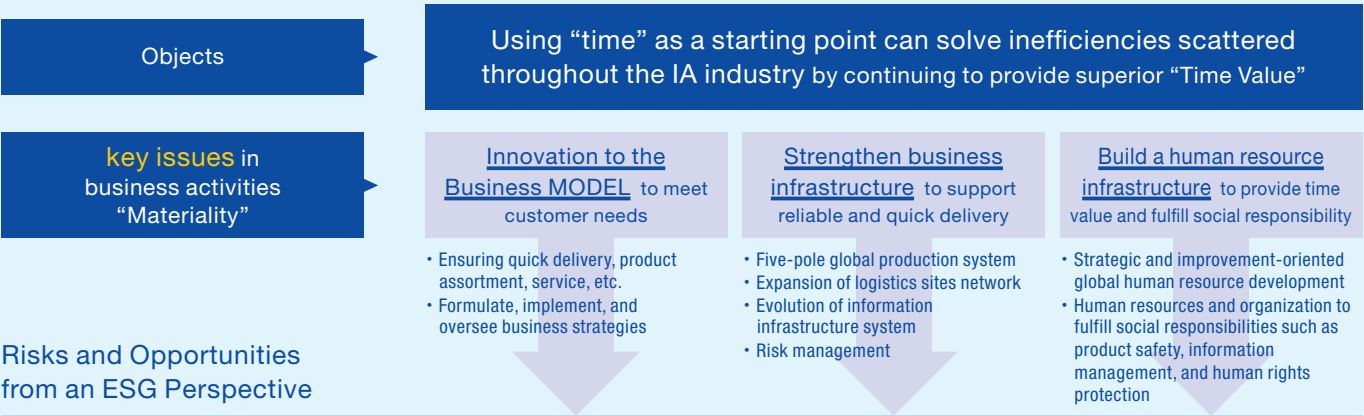 Objects
Using “time” as a starting point can solve inefficiencies scattered
throughout the IA industry by continuing to provide superior “Time Value”
key issues in
business activities
“Materiality”
Innovation to the
Business MODEL to meet
customer needs
Strengthen business
infrastructure to support
reliable and quick delivery
Build a human resource
infrastructure to provide time
value and fulfill social responsibility
・Ensuring quick delivery, product
assortment, service, etc.
・Formulate, implement, and
oversee business strategies
・Five-pole global production system
・Expansion of logistics sites network
・Evolution of information
infrastructure system
・Risk management
・Strategic and improvement-oriented
global human resource development
・Human resources and organization to
fulfill social responsibilities such as
product safety, information
management, and human rights
protection
Risks and Opportunities
from an ESG Perspective